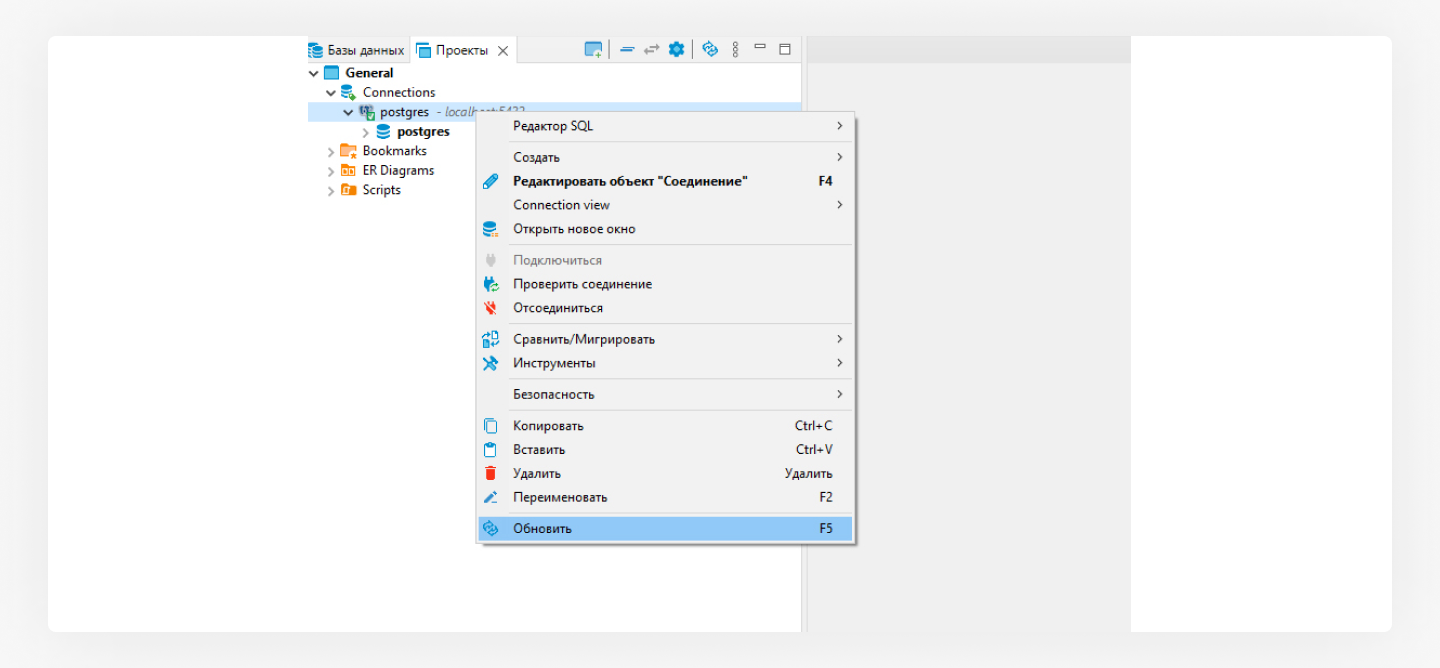 Базы данных Проекты
General
Connections
postgres - localhost:5432
postgres
Bookmarks
ER Diagrams
Scripts
Редактор SQL
Создать
Редактировать объект "Соединение" F4
Connection view
Открыть новое окно
Подключиться
Проверить соединение
Отсоединиться
Сравнить/Мигрировать
Инструменты
Безопасность
Копировать Ctrl+C
Вставить Ctrl+V
Удалить Удалить
Переименовать F2
Обновить F5